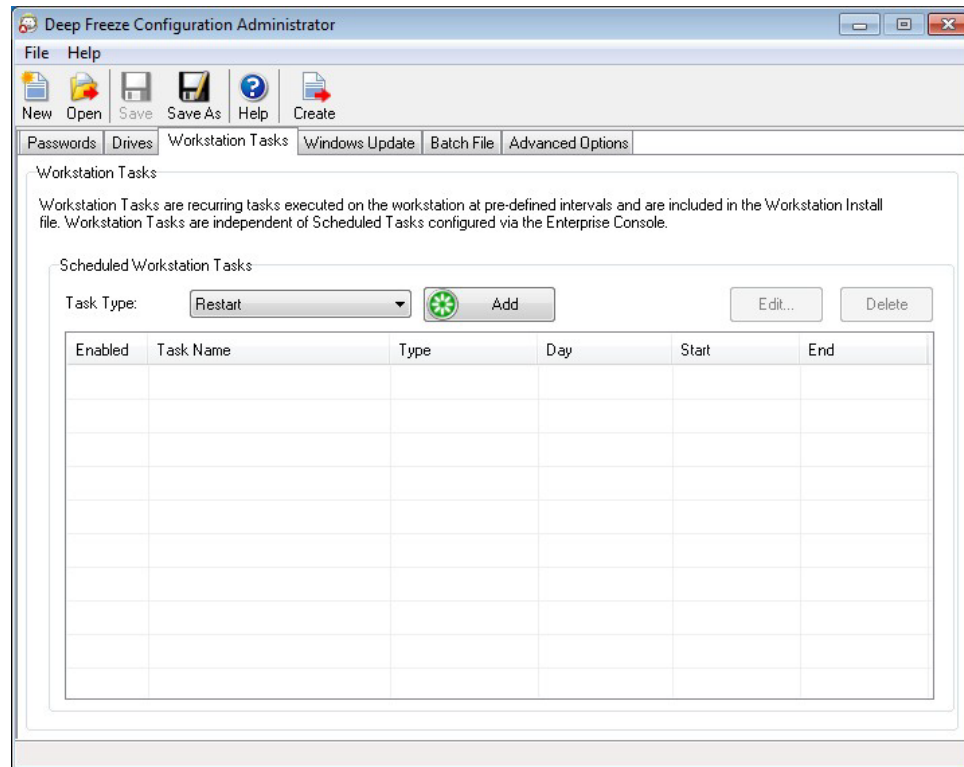 Deep Freeze Configuration Administrator
File Help
New Open Save Save As Help Create
Passwords Drives Workstation Tasks Windows Update Batch File Advanced Options
Workstation Tasks
Workstation Tasks are recurring tasks executed on the workstation at pre-defined intervals and are included in the Workstation Install
file. Workstation Tasks are independent of Scheduled Tasks configured via the Enterprise Console.
Scheduled Workstation Tasks
Task Type: Restart Add Edit... Delete
Enabled Task Name Type Day Start End